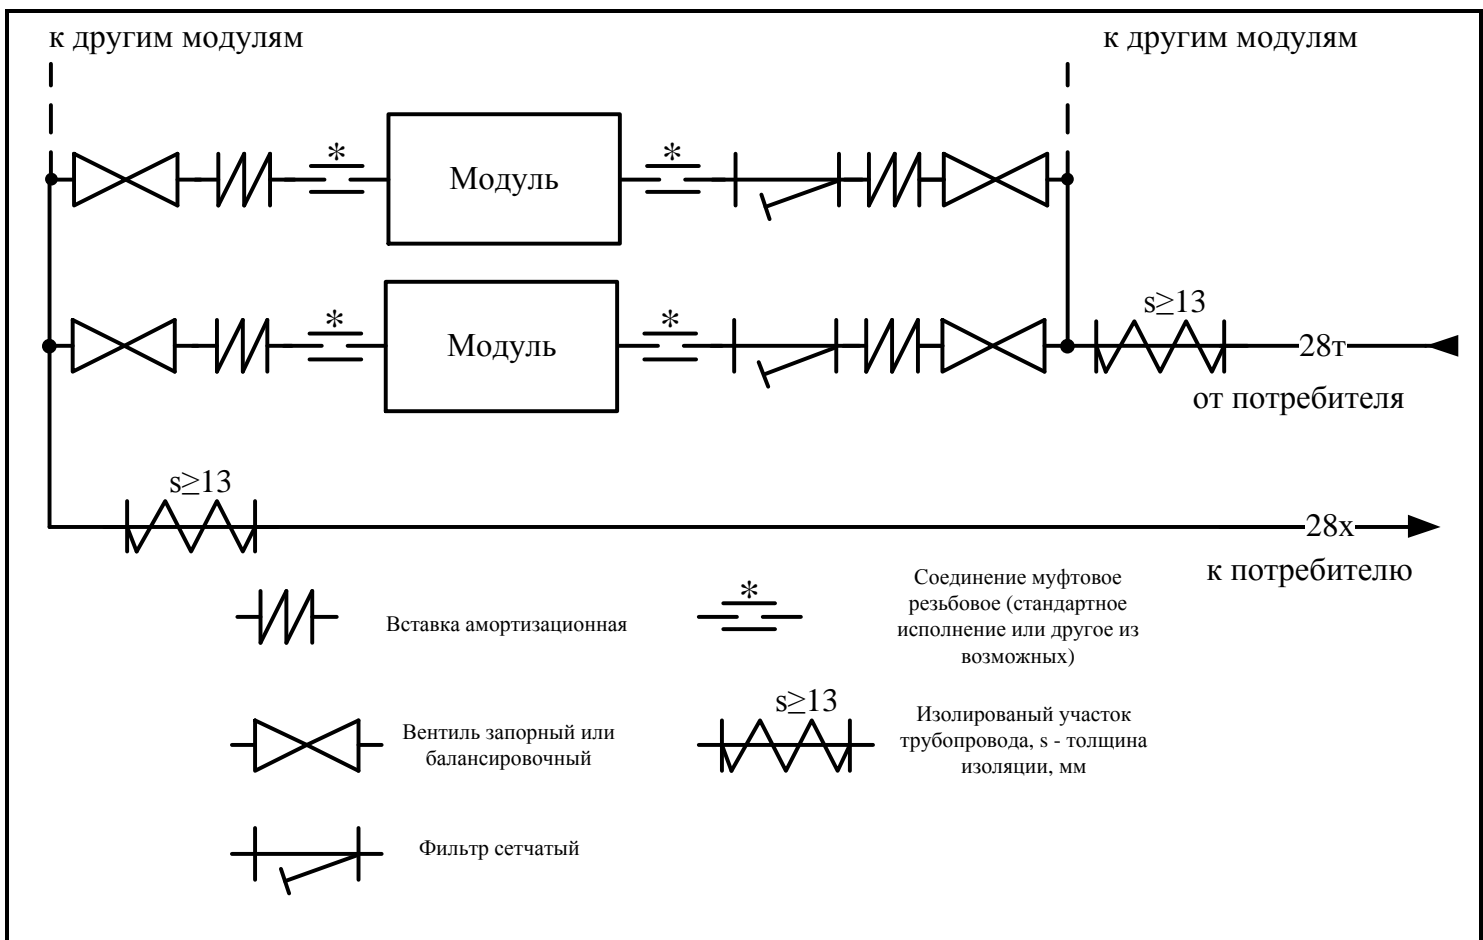 к другим модулям
к другим модулям
*
*
Модуль
*
*
Модуль
s≥13
28т
от потребителя
s≥13
28х
к потребителю
Вставка амортизационная
*
Соединение муфтовое
резьбовое (стандартное
исполнение или другое из
возможных)
Вентиль запорный или
балансировочный
s≥13
Изолированый участок
трубопровода, s - толщина
изоляции, мм
Фильтр сетчатый